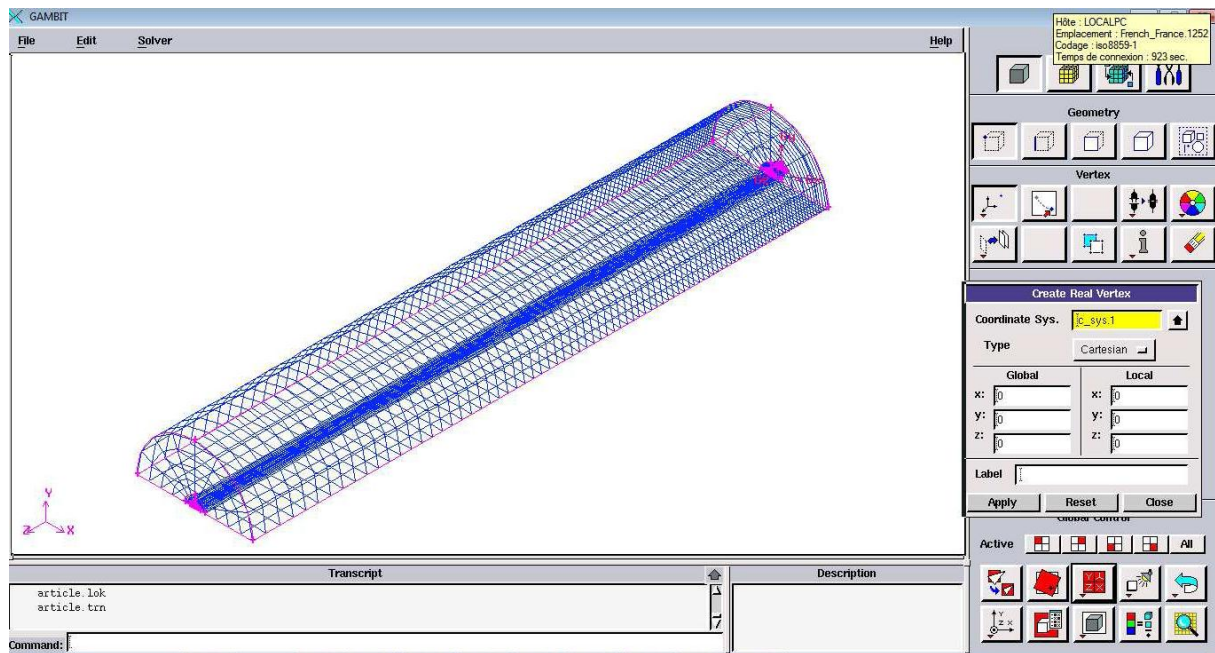 GAMBIT
File Edit Solver Help
Hôte : LOCALPC
Emplacement : French_France.1252
Codage : iso8859-1
Temps de connexion : 923 sec.
Geometry
Vertex
Create Real Vertex
Coordinate Sys. c_sys.1
Type Cartesian
Global Local
x: 0 x: 0
y: 0 y: 0
z: 0 z: 0
Label
Apply Reset Close
Global Control
Active All
Y
Z X
Transcript
article.lok
article.trn
Description
Command: